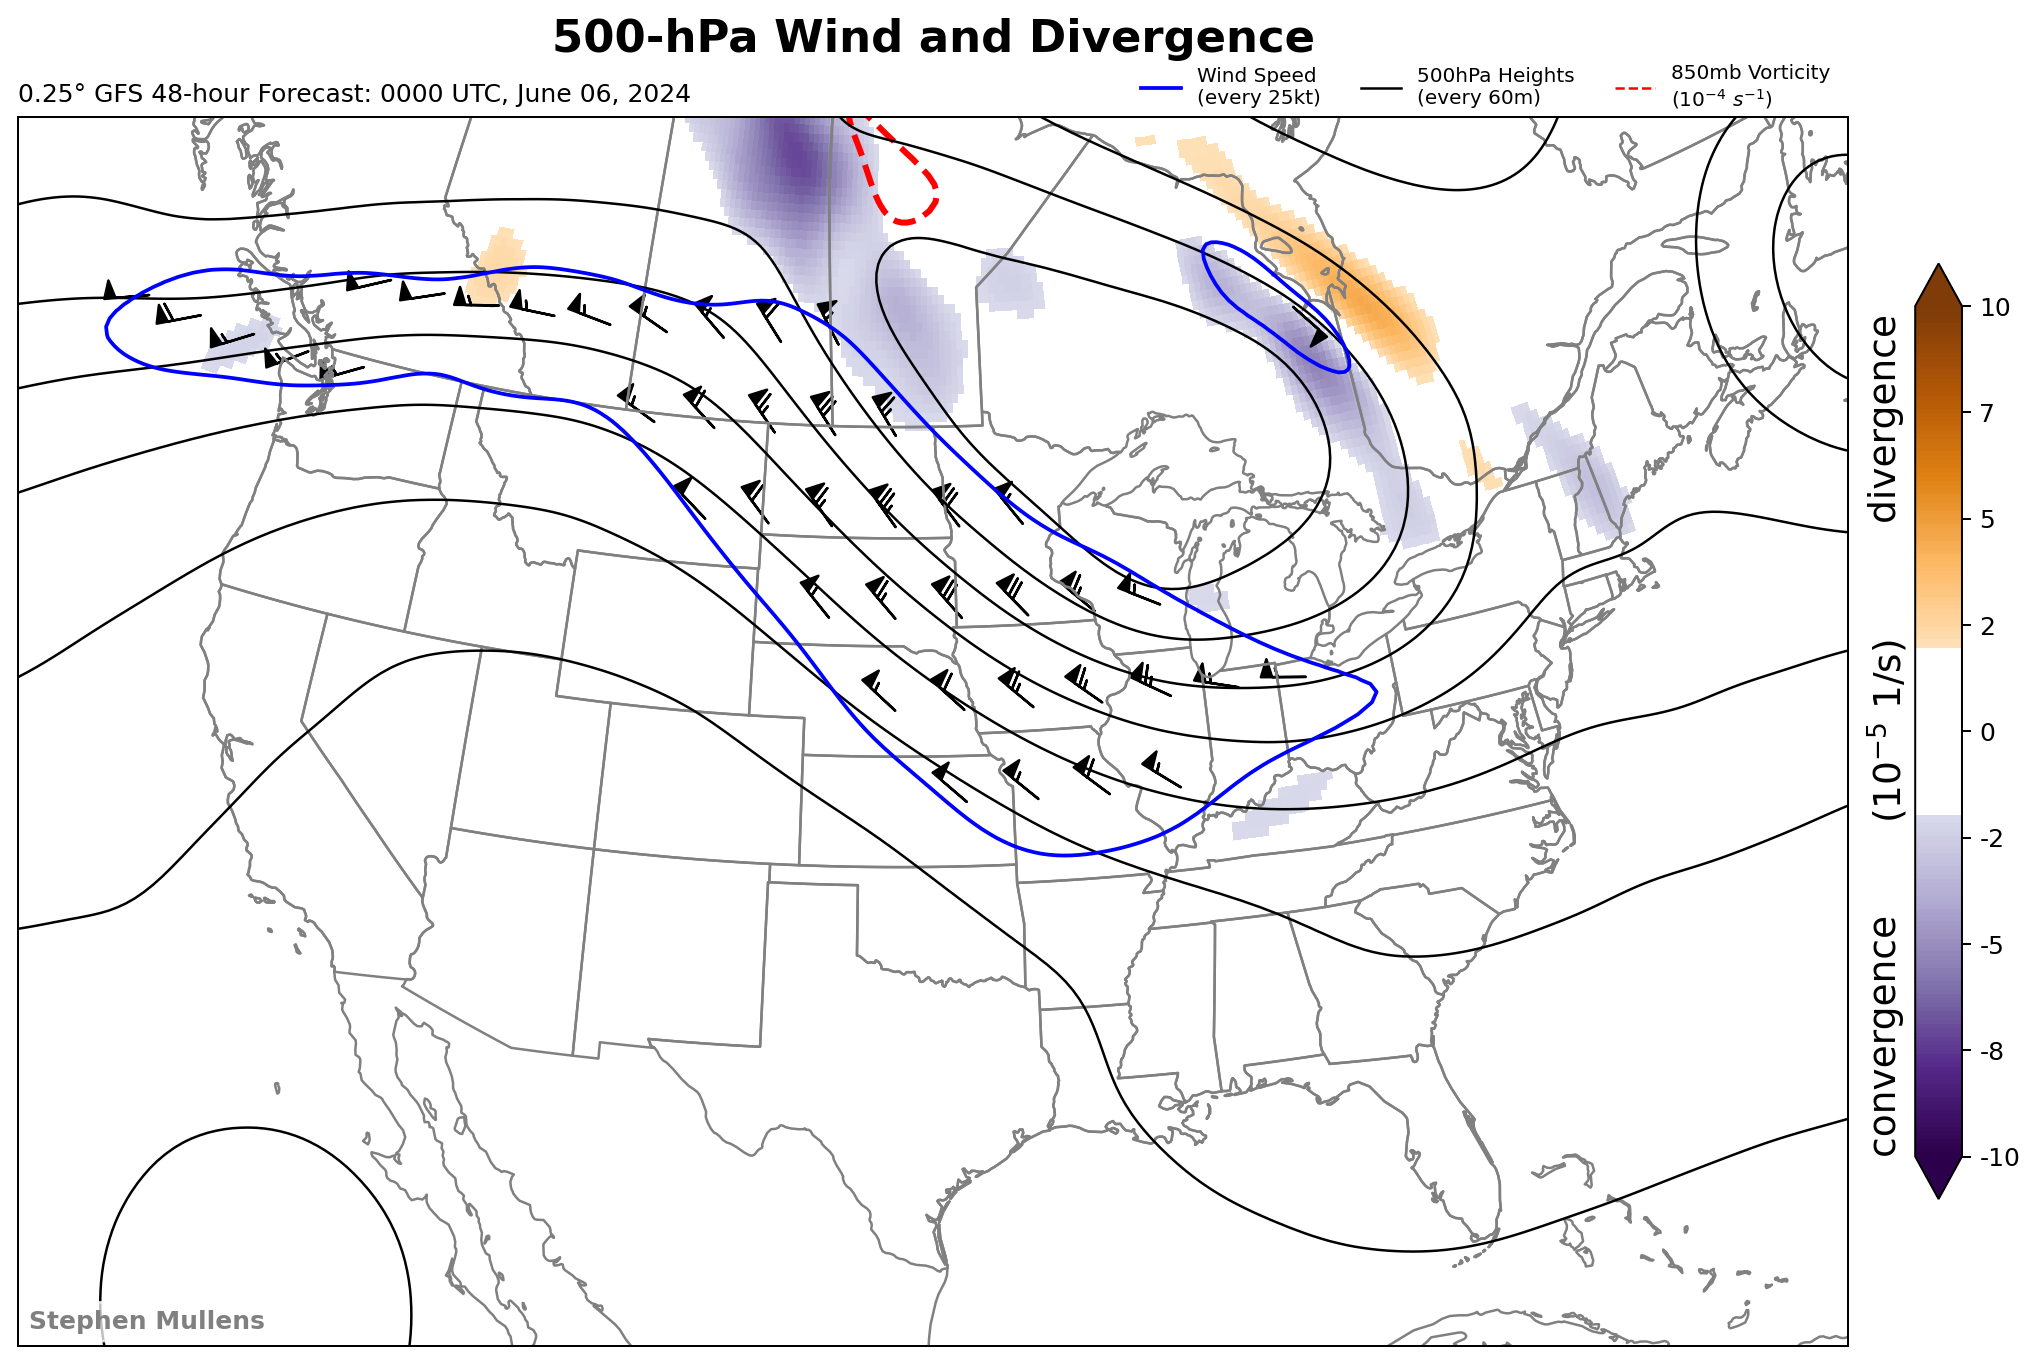 500-hPa Wind and Divergence
0.25° GFS 48-hour Forecast: 0000 UTC, June 06, 2024
Wind Speed
(every 25kt)
500hPa Heights
(every 60m)
850mb Vorticity
(10⁻⁴ s⁻¹)
10
7
5
2
0
-2
-5
-8
-10
convergence (10⁻⁵ 1/s) divergence
Stephen Mullens